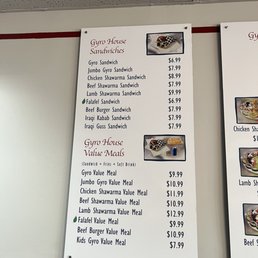 Gyro House
Sandwiches
Gyro Sandwich $6.99
Jumbo Gyro Sandwich $7.99
Chicken Shawarma Sandwich $8.99
Beef Shawarma Sandwich $7.99
Lamb Shawarma Sandwich $9.99
Falafel Sandwich $6.99
Beef Burger Sandwich $7.99
Iraqi Kabab Sandwich $7.99
Iraqi Guss Sandwich $7.99
Gyro House
Value Meals
(Sandwich + Fries + Soft Drink)
Gyro Value Meal $9.99
Jumbo Gyro Value Meal $10.99
Chicken Shawarma Value Meal $11.99
Beef Shawarma Value Meal $10.99
Lamb Shawarma Value Meal $12.99
Falafel Value Meal $9.99
Beef Burger Value Meal $10.99
Kids Gyro Value Meal $7.99
Gy
Chicken Shawarm
$
Lamb Shawarm
$
Beef Sha
$